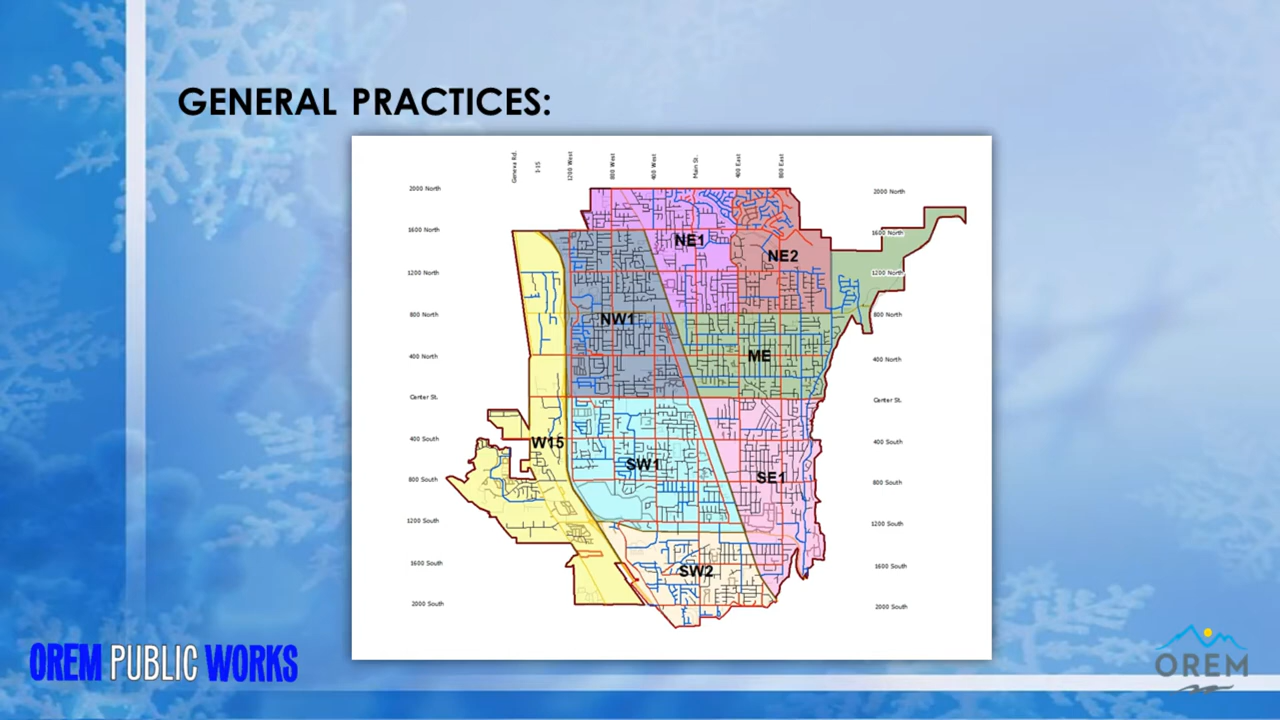 GENERAL PRACTICES:
Geneva Rd.
I-15
1200 West
800 West
400 West
Main St.
400 East
800 East
2000 North
2000 North
1600 North
1600 North
1200 North
1200 North
800 North
800 North
400 North
400 North
Center St.
Center St.
400 South
400 South
800 South
800 South
1200 South
1200 South
1600 South
1600 South
2000 South
2000 South
NE1
NE2
NW1
ME
W15
SW1
SE1
SW2
OREM PUBLIC WORKS
OREM